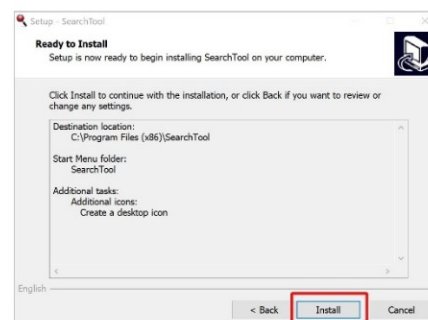 Setup - SearchTool
Ready to Install
Setup is now ready to begin installing SearchTool on your computer.
Click Install to continue with the installation, or click Back if you want to review or
change any settings.
Destination location:
C:\Program Files (x86)\SearchTool
Start Menu folder:
SearchTool
Additional tasks:
Additional icons:
Create a desktop icon
English
< Back
Install
Cancel